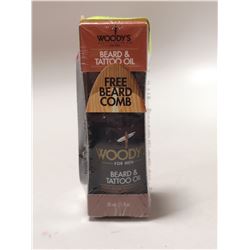 WOODY'S
BEARD &
TATTOO OIL
FREE
BEARD
COMB
WOODY
FOR MEN
BEARD &
TATTOO OIL